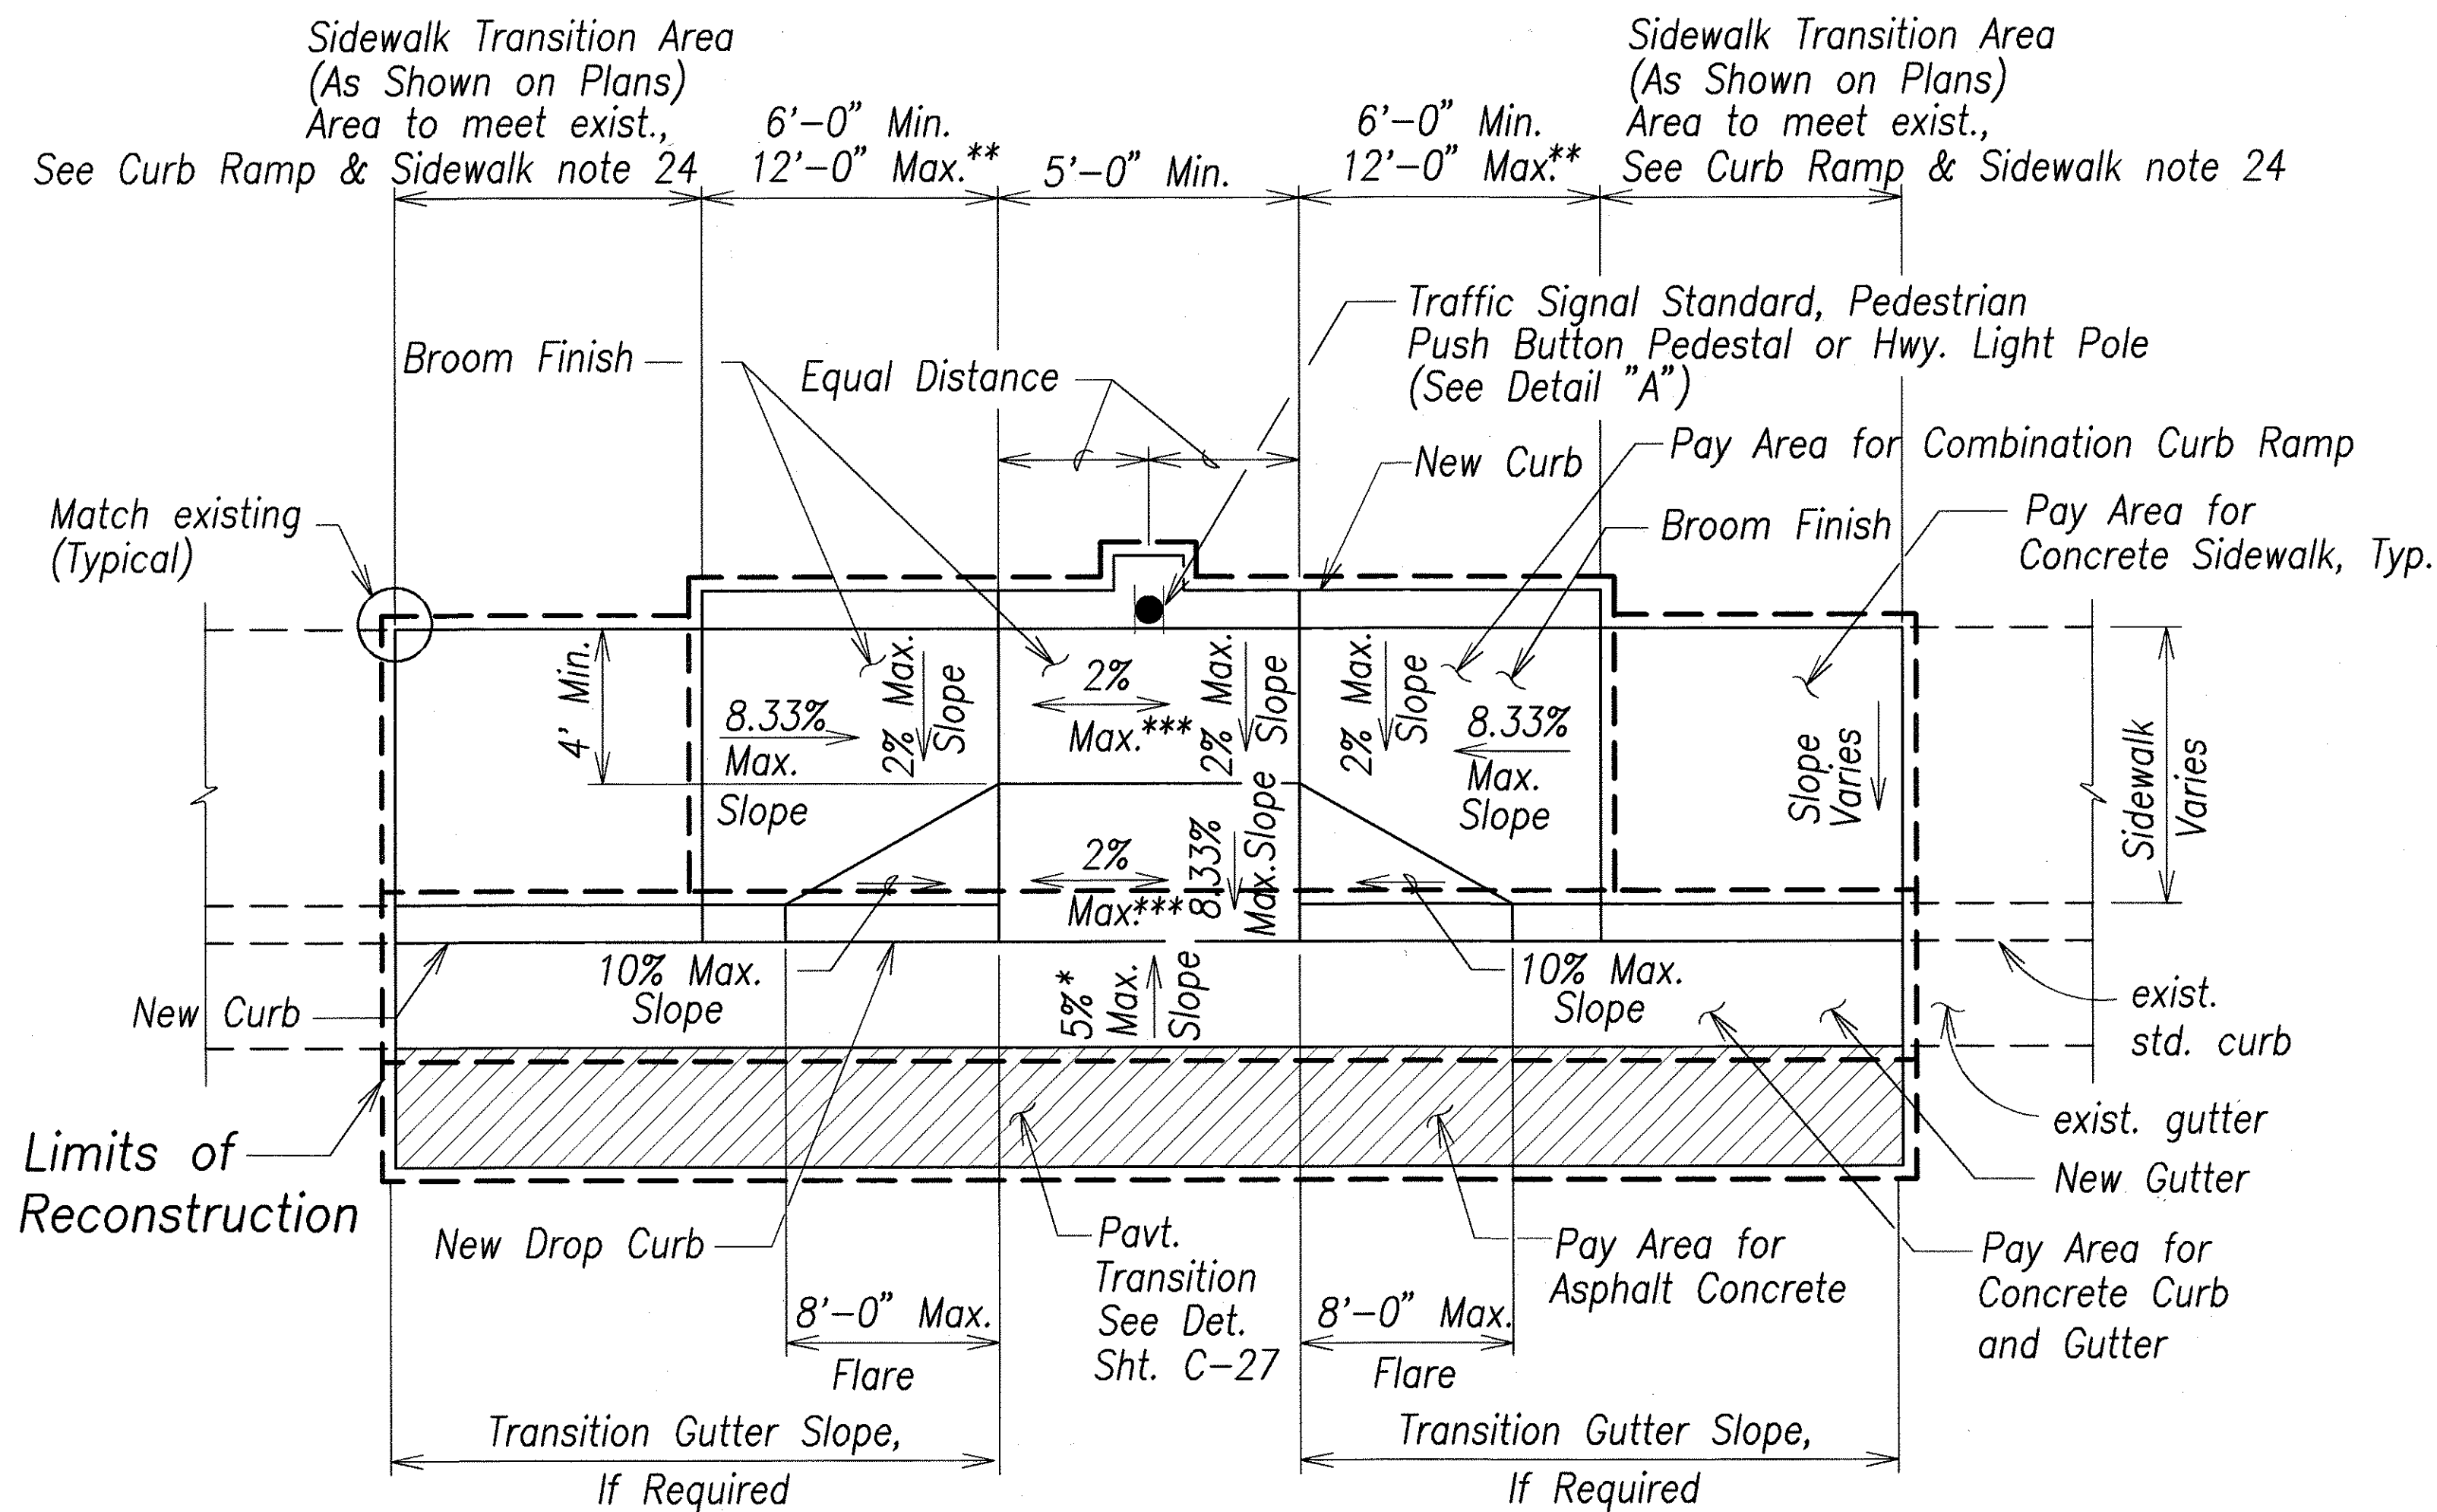 Sidewalk Transition Area
(As Shown on Plans)
Area to meet exist.,
See Curb Ramp & Sidewalk note 24
6'-0" Min.
12'-0" Max.**
5'-0" Min.
6'-0" Min.
12'-0" Max.**
Sidewalk Transition Area
(As Shown on Plans)
Area to meet exist.,
See Curb Ramp & Sidewalk note 24
Traffic Signal Standard, Pedestrian
Push Button Pedestal or Hwy. Light Pole
(See Detail "A")
Broom Finish
Equal Distance
New Curb
Pay Area for Combination Curb Ramp
Broom Finish
Pay Area for
Concrete Sidewalk, Typ.
Match existing
(Typical)
4' Min.
8.33%
Max.
Slope
2% Max.
Slope
2%
Max.***
2% Max.
Slope
2% Max.
Slope
8.33%
Max.
Slope
Slope
Varies
Sidewalk
Varies
2%
Max.***
8.33%
Max.Slope
10% Max.
Slope
5%*
Max.
Slope
10% Max.
Slope
New Curb
exist.
std. curb
exist. gutter
New Gutter
Limits of
Reconstruction
New Drop Curb
Pavt.
Transition
See Det.
Sht. C-27
Pay Area for
Asphalt Concrete
Pay Area for
Concrete Curb
and Gutter
8'-0" Max.
Flare
8'-0" Max.
Flare
Transition Gutter Slope,
If Required
Transition Gutter Slope,
If Required